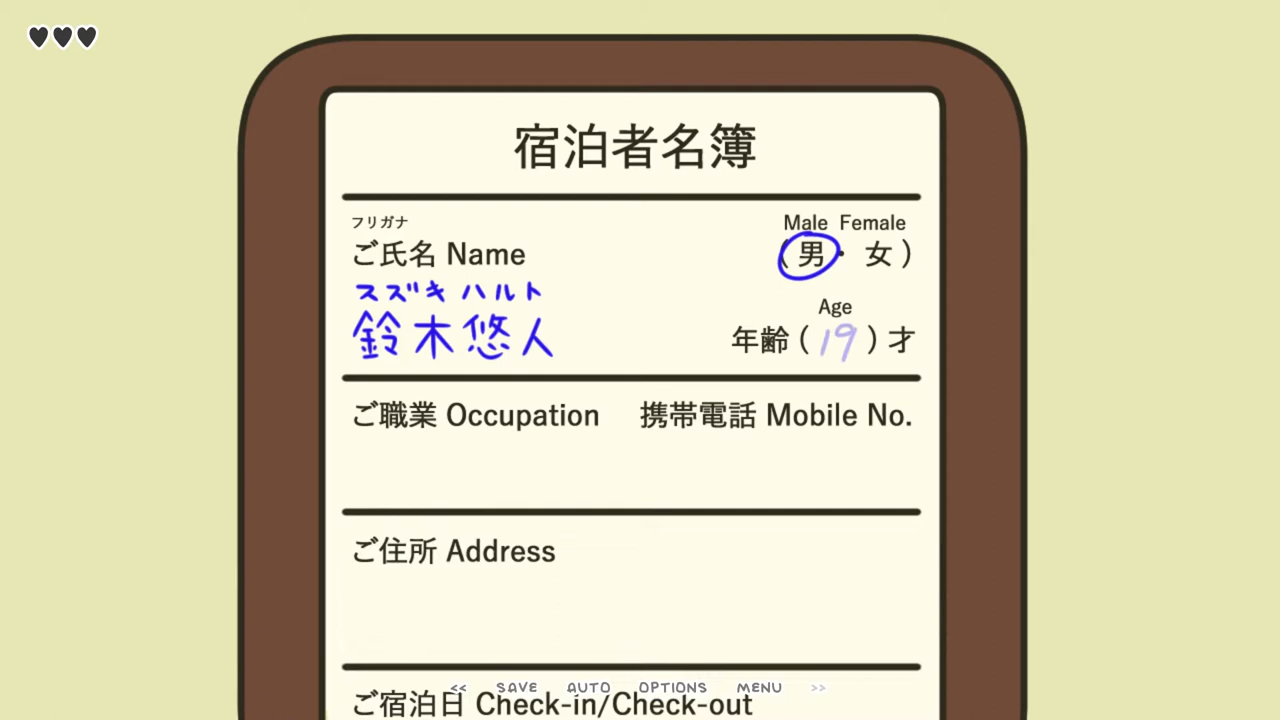 宿泊者名簿
フリガナ
Male Female
ご氏名 Name
(男・女)
スズキ ハルト
Age
鈴木悠人
年齢(19)才
ご職業 Occupation 携帯電話 Mobile No.
ご住所 Address
<< SAVE AUTO OPTIONS MENU >>
ご宿泊日 Check-in/Check-out